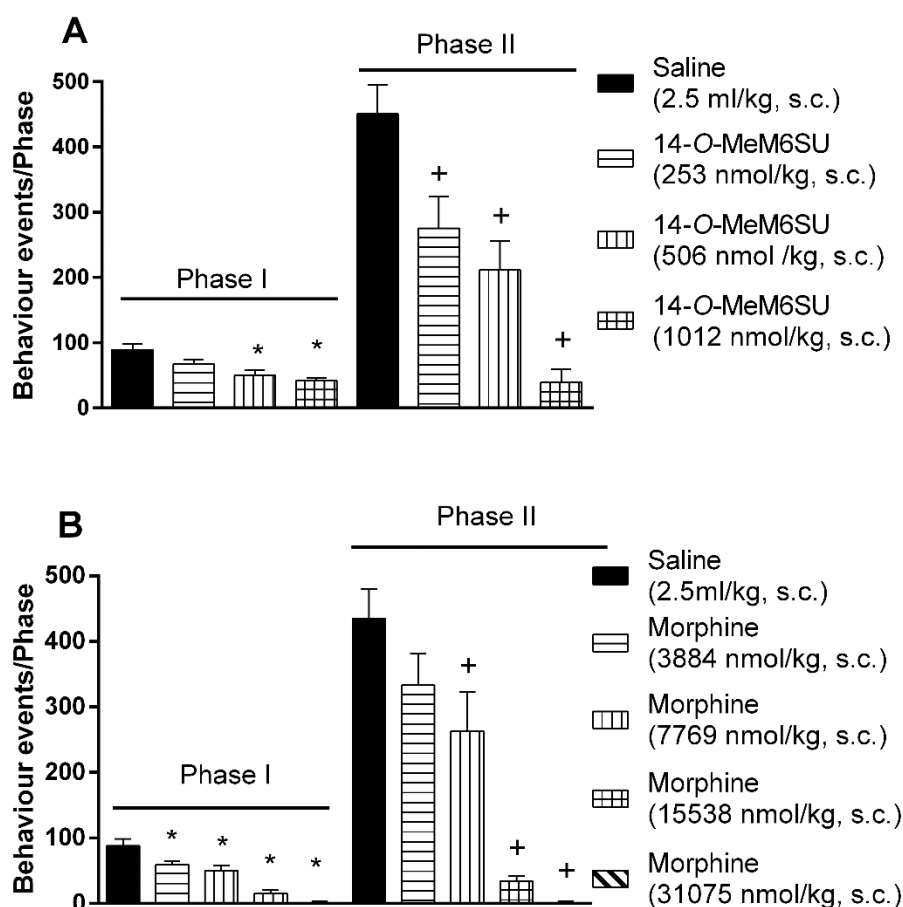 A
Phase II
500
400
300
200
100
0
Behaviour events/Phase
Phase I
*
*
+
+
+
Saline
(2.5 ml/kg, s.c.)
14-O-MeM6SU
(253 nmol/kg, s.c.)
14-O-MeM6SU
(506 nmol /kg, s.c.)
14-O-MeM6SU
(1012 nmol/kg, s.c.)
B
Phase II
500
400
300
200
100
0
Behaviour events/Phase
Phase I
*
*
*
*
+
+
+
Saline
(2.5ml/kg, s.c.)
Morphine
(3884 nmol/kg, s.c.)
Morphine
(7769 nmol/kg, s.c.)
Morphine
(15538 nmol/kg, s.c.)
Morphine
(31075 nmol/kg, s.c.)